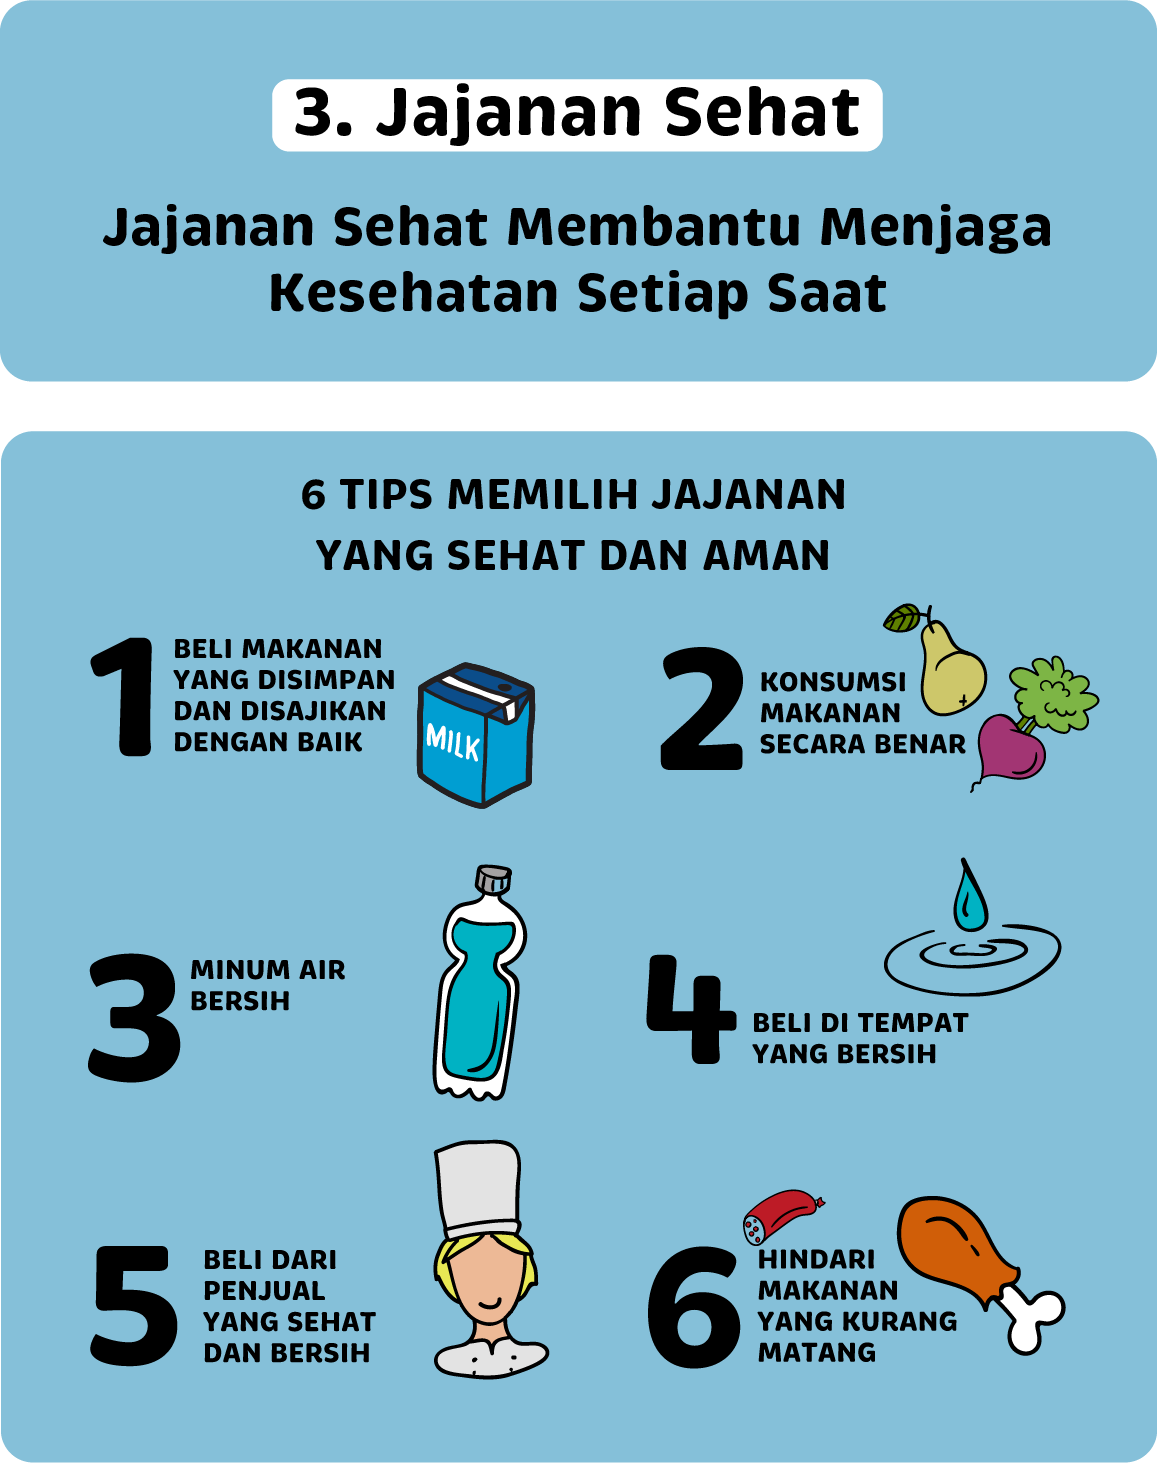 3. Jajanan Sehat
Jajanan Sehat Membantu Menjaga
Kesehatan Setiap Saat
6 TIPS MEMILIH JAJANAN
YANG SEHAT DAN AMAN
1
BELI MAKANAN
YANG DISIMPAN
DAN DISAJIKAN
DENGAN BAIK
MILK
2
KONSUMSI
MAKANAN
SECARA BENAR
3
MINUM AIR
BERSIH
4
BELI DI TEMPAT
YANG BERSIH
5
BELI DARI
PENJUAL
YANG SEHAT
DAN BERSIH
6
HINDARI
MAKANAN
YANG KURANG
MATANG